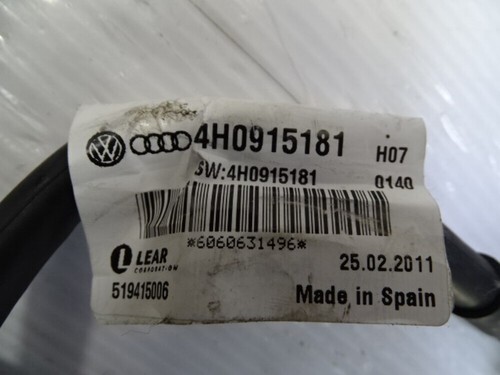 4H0915181 H07
SW:4H0915181 0140
*6060631496*
LEAR
CORPORATION
25.02.2011
519415006
Made in Spain